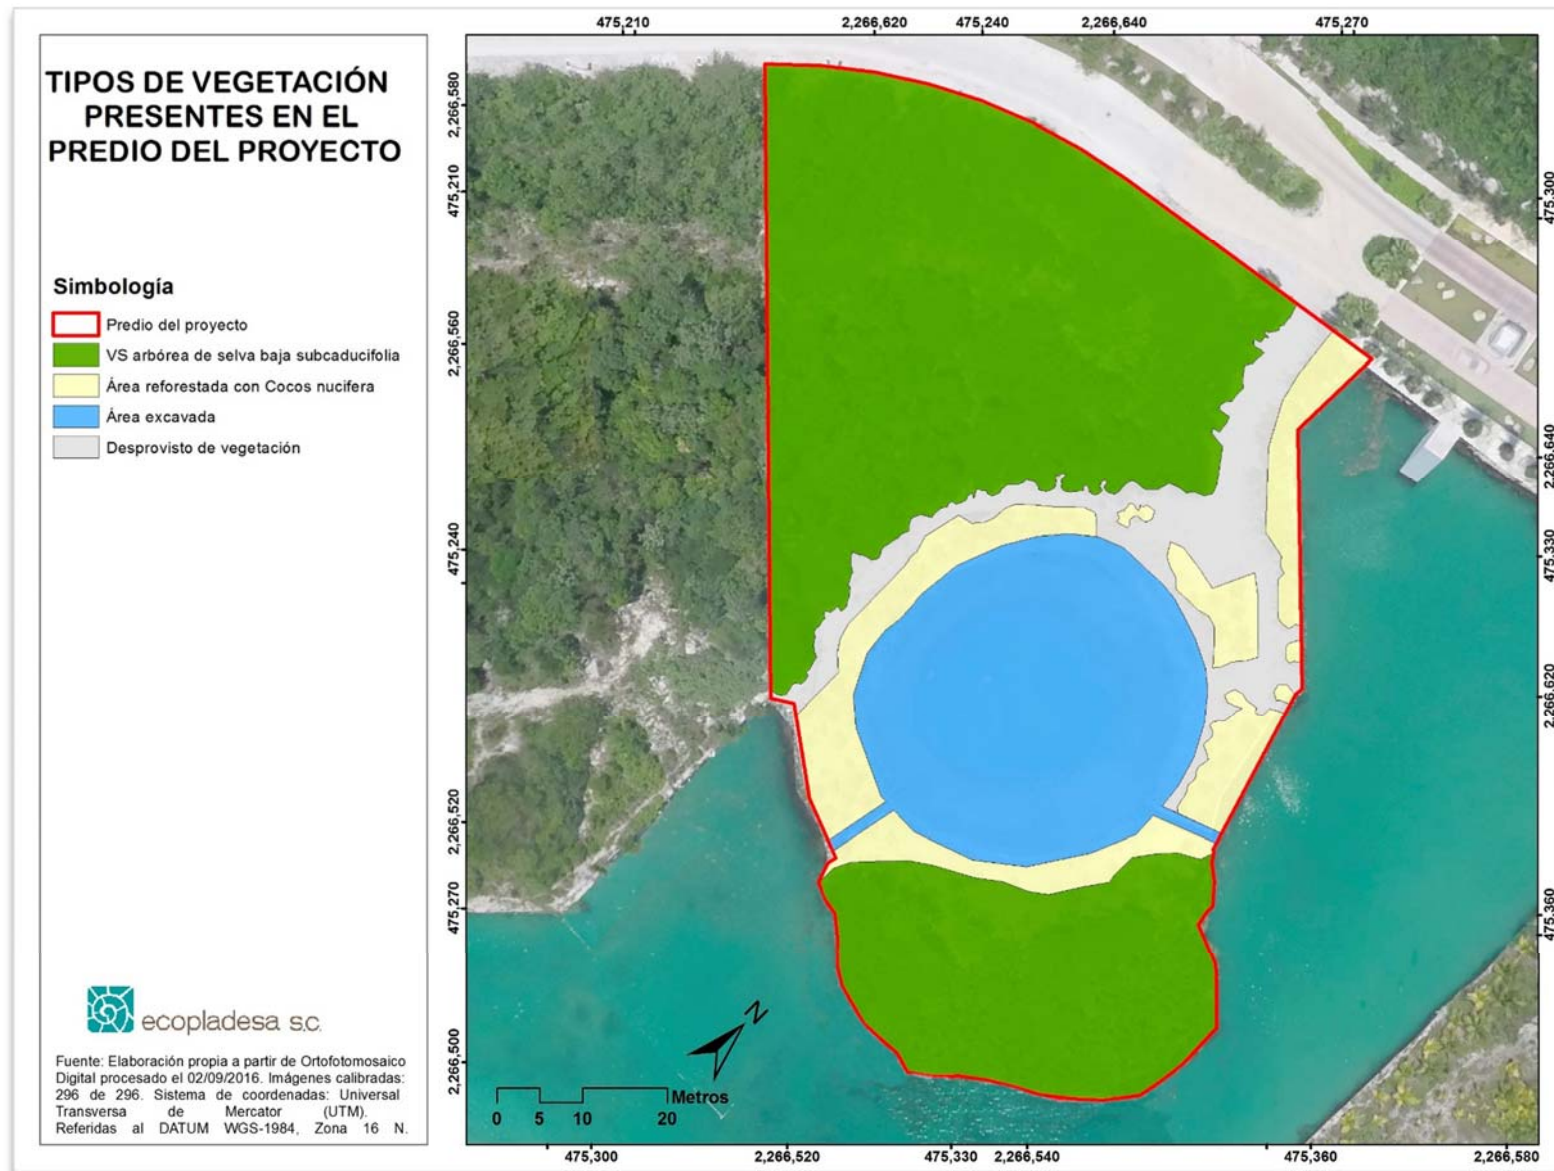 TIPOS DE VEGETACIÓN
PRESENTES EN EL
PREDIO DEL PROYECTO
Simbología
Predio del proyecto
VS arbórea de selva baja subcaducifolia
Área reforestada con Cocos nucifera
Área excavada
Desprovisto de vegetación
ecopladesa s.c.
Fuente: Elaboración propia a partir de Ortofotomosaico
Digital procesado el 02/09/2016. Imágenes calibradas:
296 de 296. Sistema de coordenadas: Universal
Transversa de Mercator (UTM).
Referidas al DATUM WGS-1984, Zona 16 N.
475,210 2,266,620 475,240 2,266,640 475,270
2,266,580
475,210
2,266,560
475,240
2,266,520
475,270
2,266,500
475,300
2,266,640
475,330
2,266,620
475,360
N
Metros
0 5 10 20
475,300 2,266,520 475,330 2,266,540 475,360 2,266,580